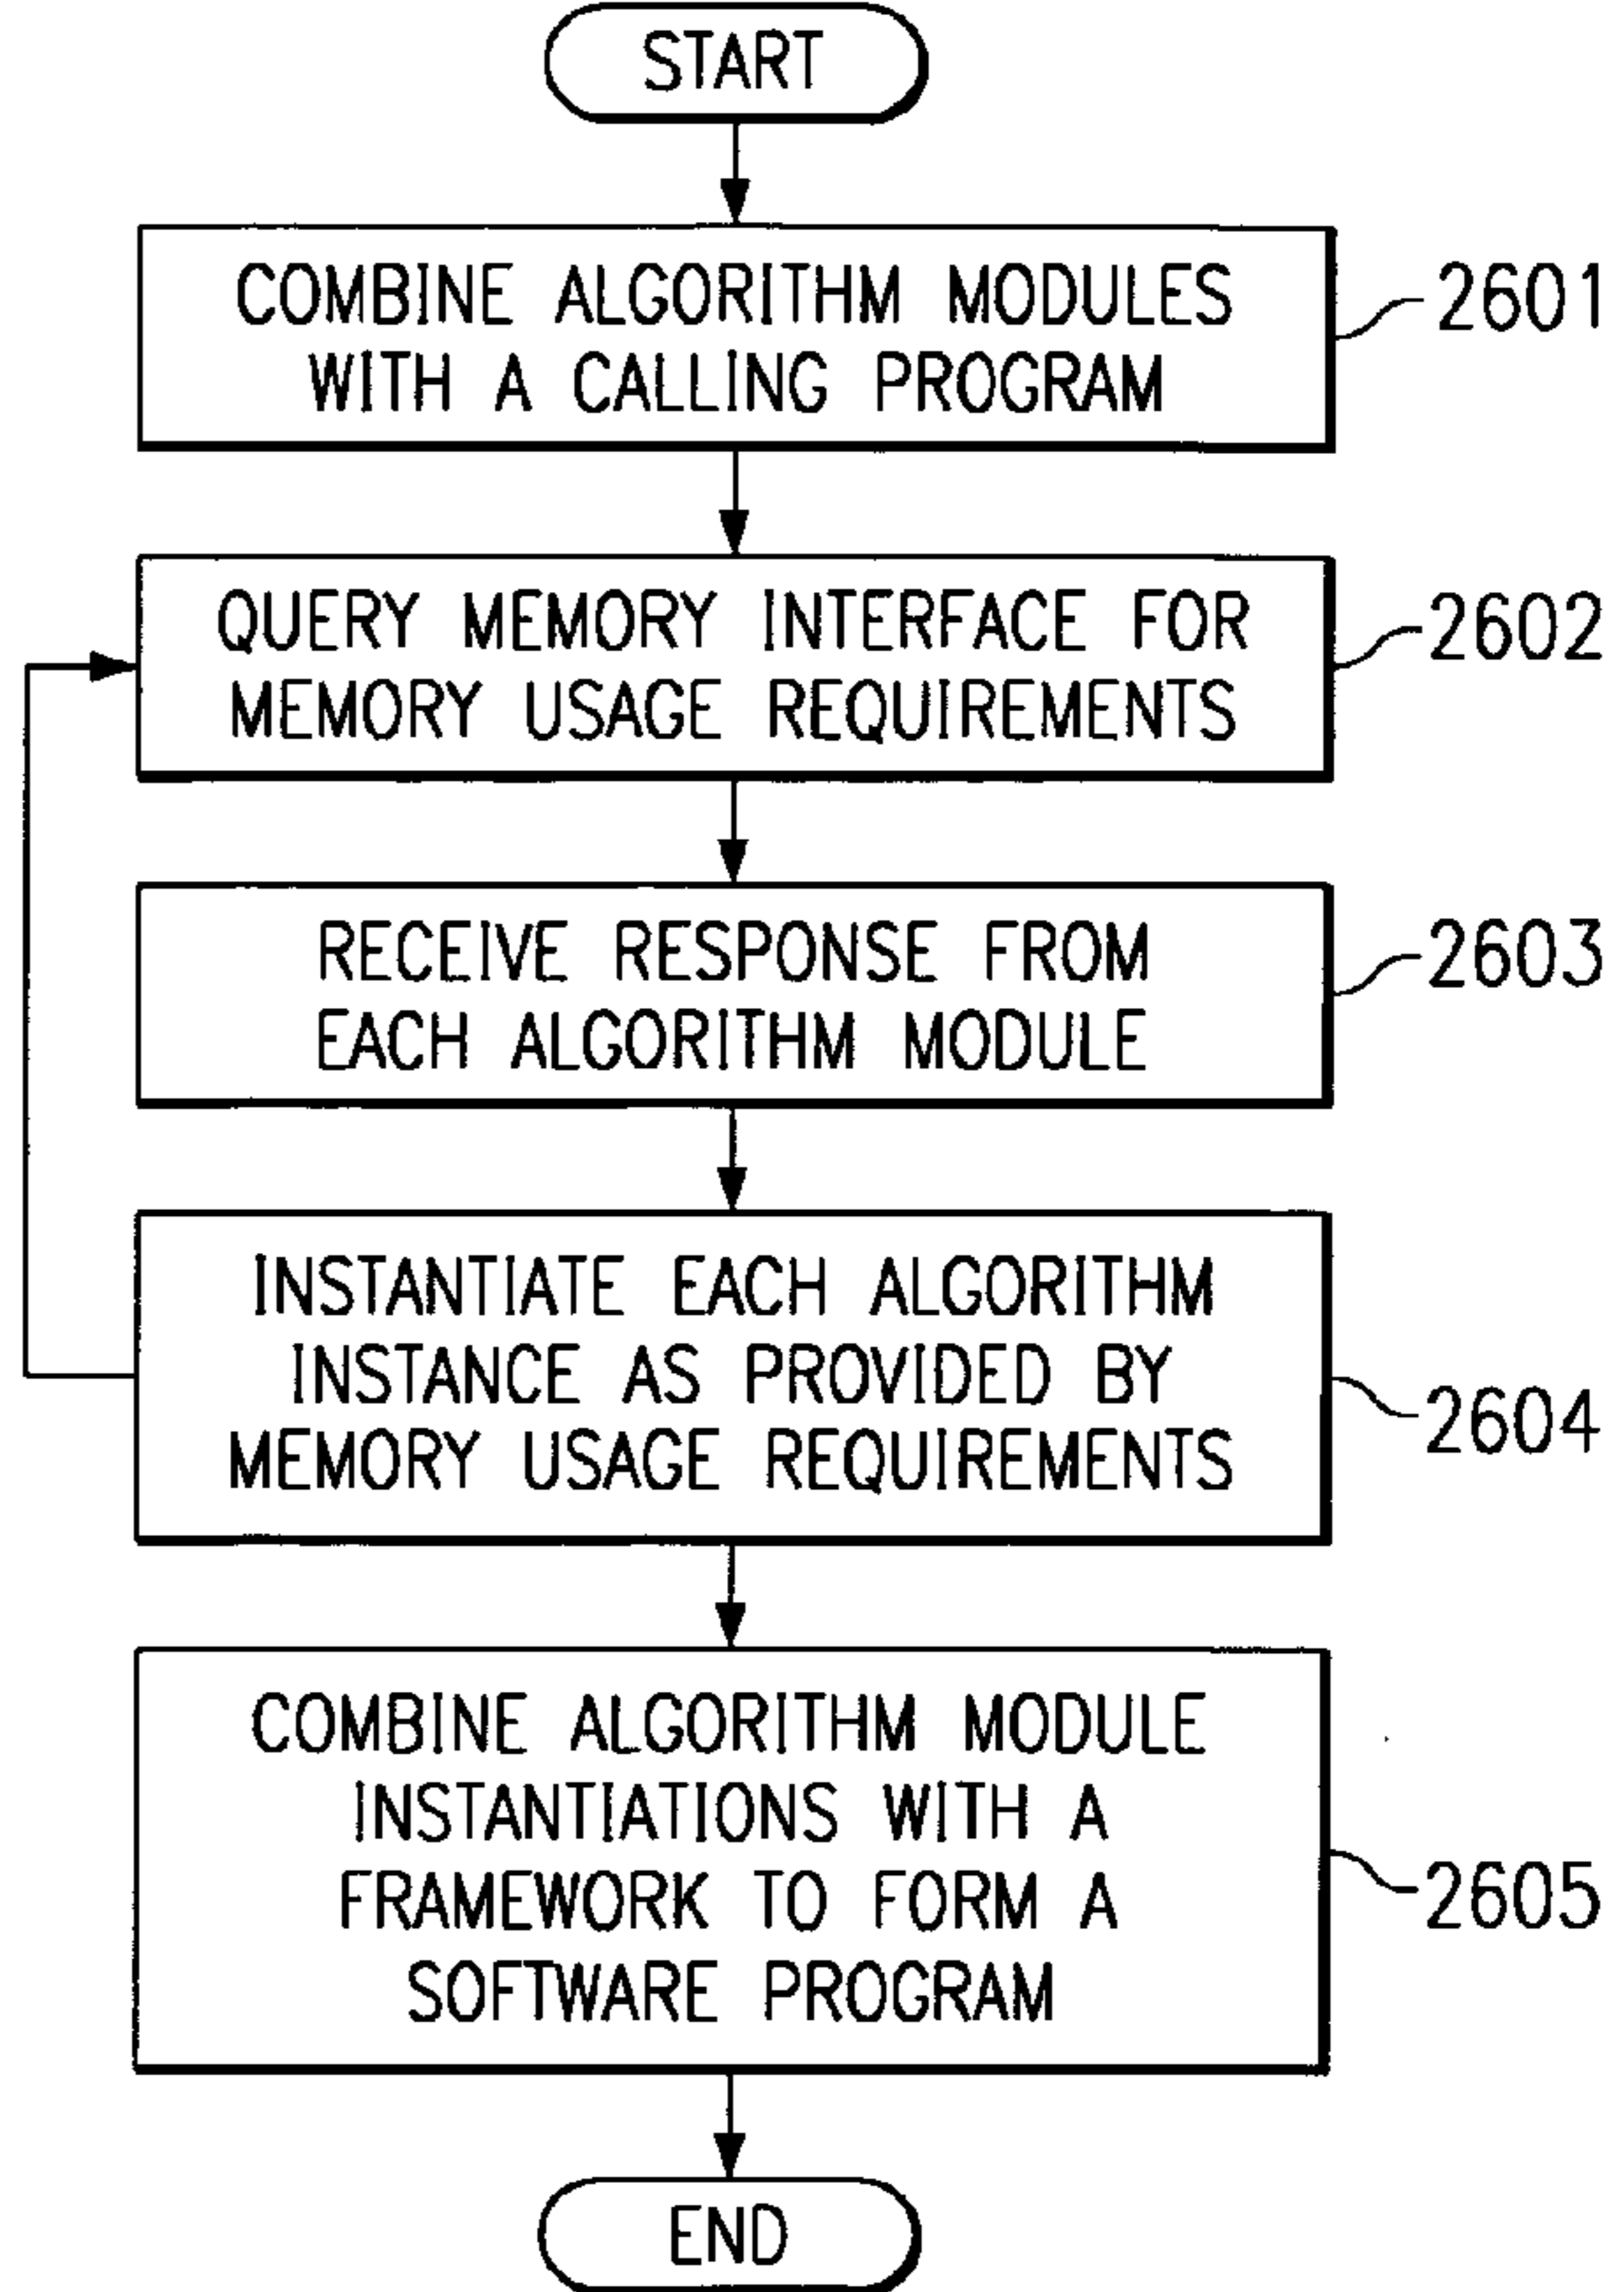 START
COMBINE ALGORITHM MODULES
WITH A CALLING PROGRAM
2601
QUERY MEMORY INTERFACE FOR
MEMORY USAGE REQUIREMENTS
2602
RECEIVE RESPONSE FROM
EACH ALGORITHM MODULE
2603
INSTANTIATE EACH ALGORITHM
INSTANCE AS PROVIDED BY
MEMORY USAGE REQUIREMENTS
2604
COMBINE ALGORITHM MODULE
INSTANTIATIONS WITH A
FRAMEWORK TO FORM A
SOFTWARE PROGRAM
2605
END